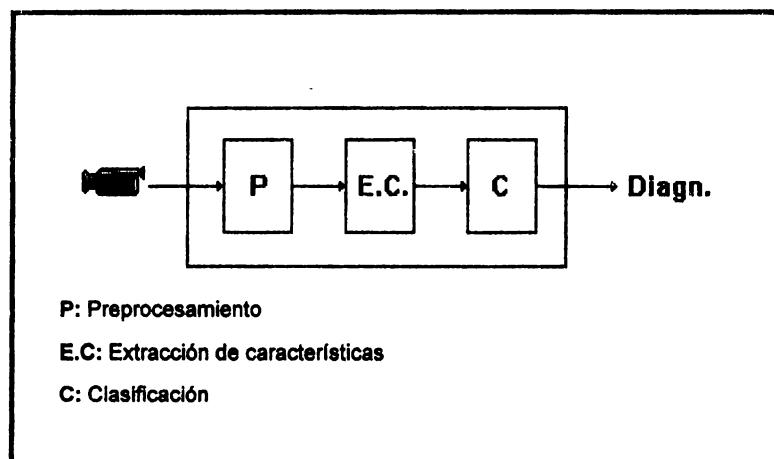 P E.C. C Diagn.
P: Preprocesamiento
E.C: Extracción de características
C: Clasificación